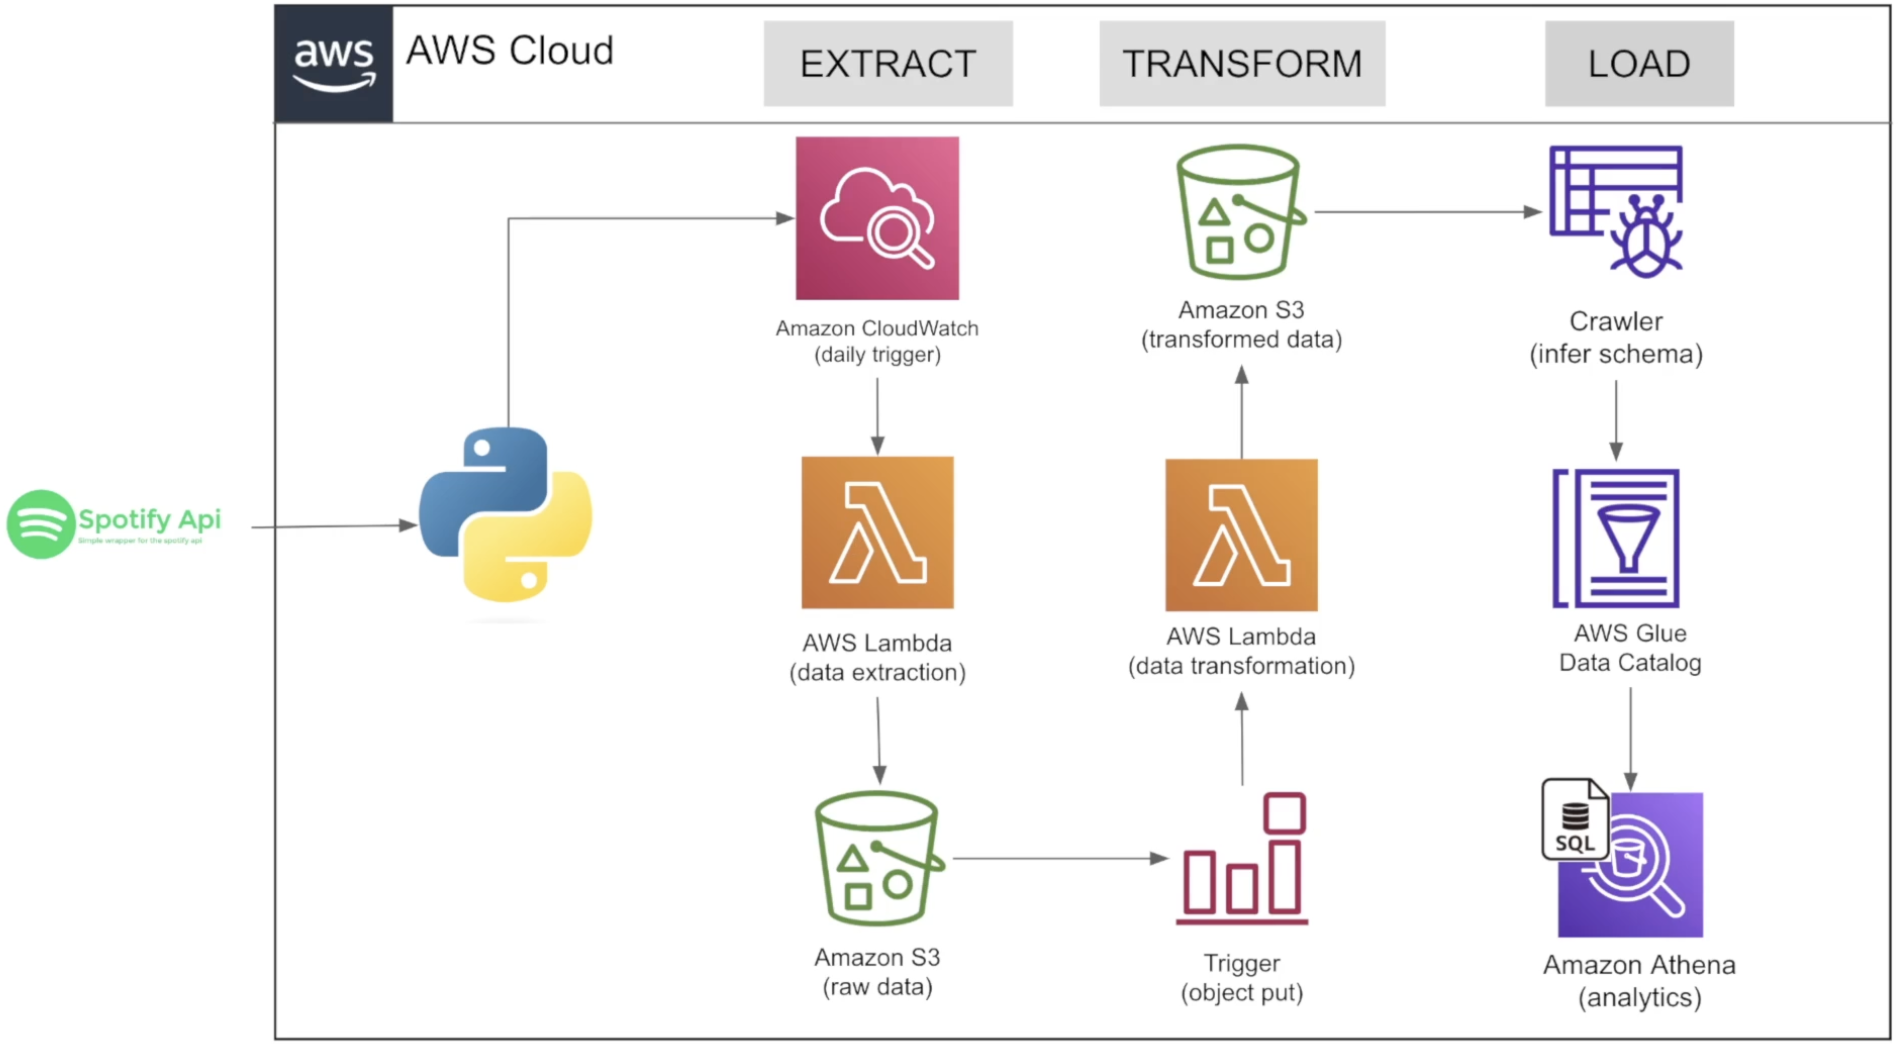 aws
AWS Cloud
EXTRACT
TRANSFORM
LOAD
Amazon CloudWatch
(daily trigger)
Amazon S3
(transformed data)
Crawler
(infer schema)
Spotify Api
Simple wrapper for the spotify api
AWS Lambda
(data extraction)
AWS Lambda
(data transformation)
AWS Glue
Data Catalog
SQL
Amazon S3
(raw data)
Trigger
(object put)
Amazon Athena
(analytics)